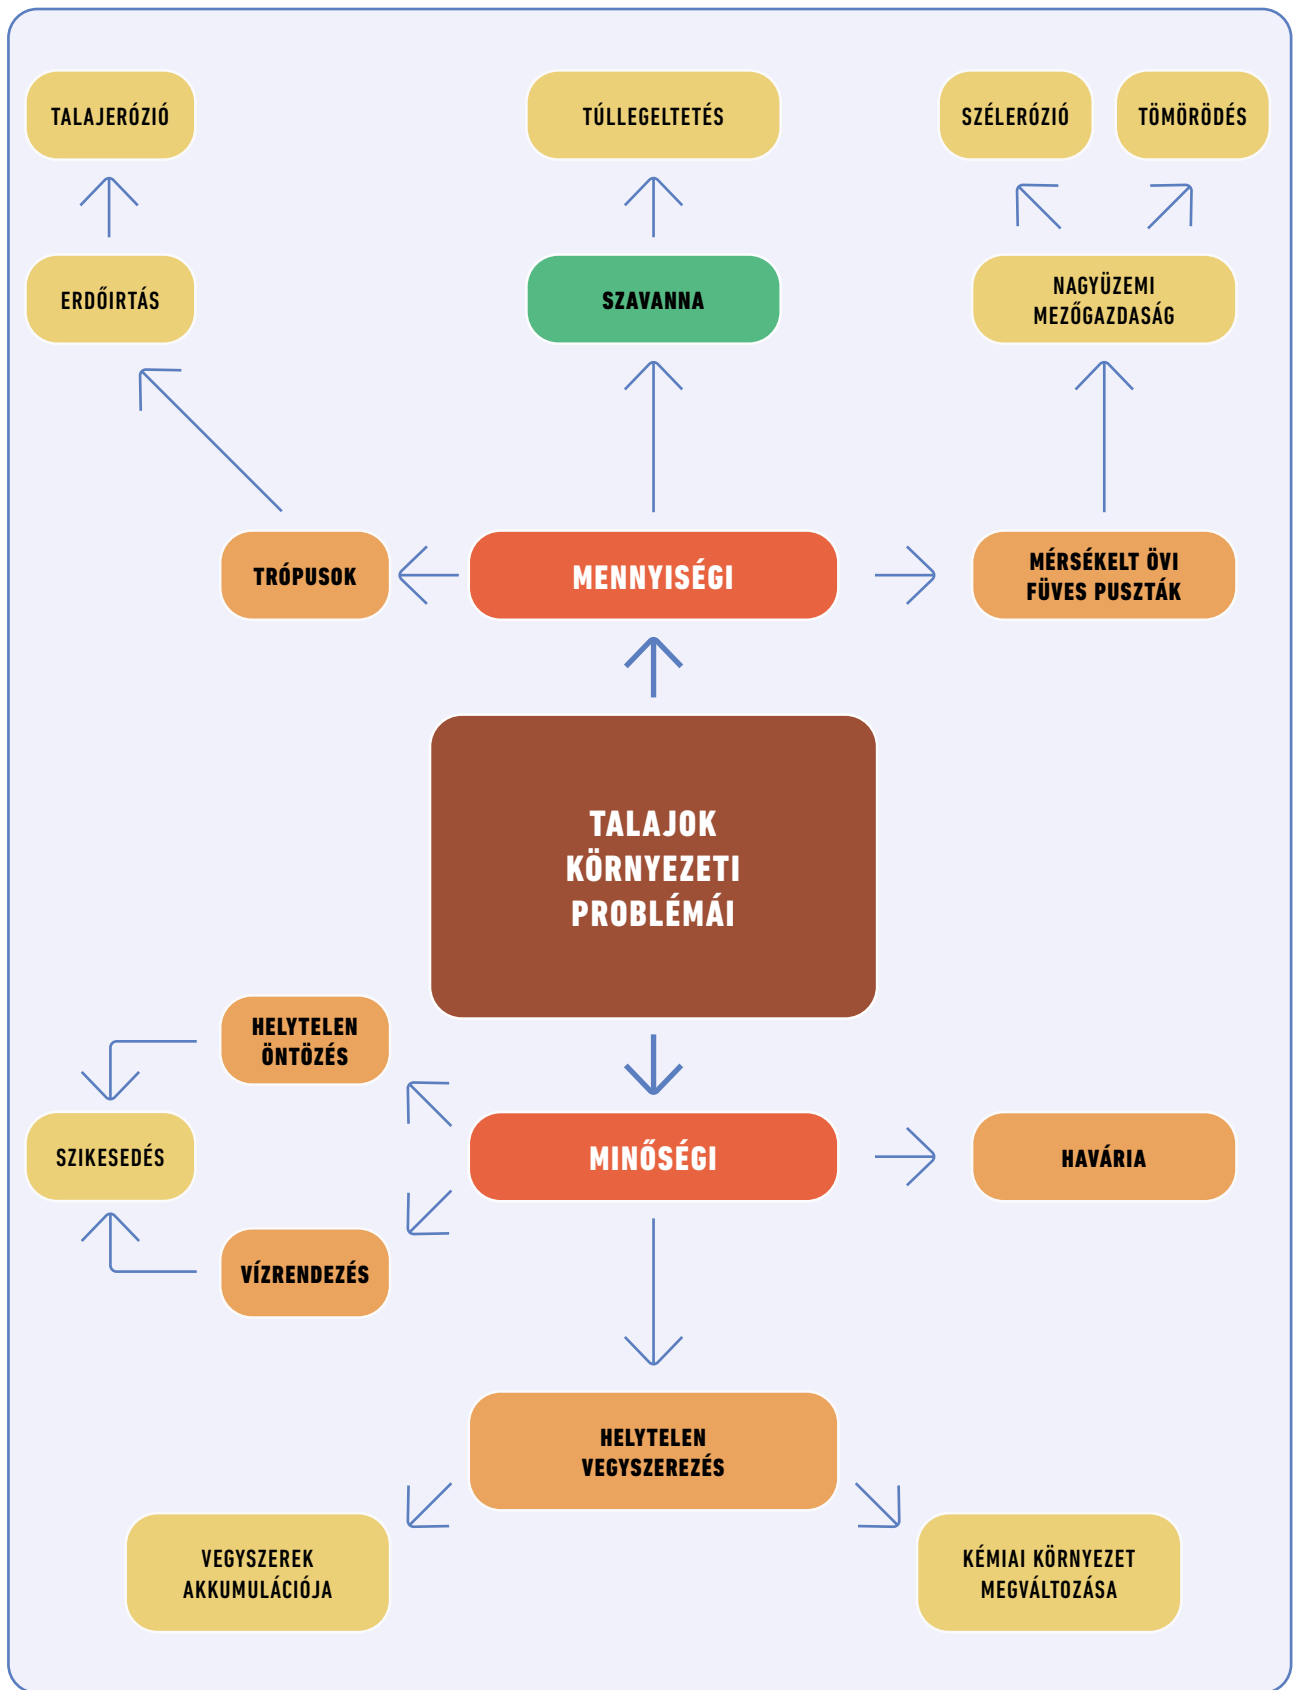 TALAJERÓZIÓ
TÚLLEGELTETÉS
SZÉLERÓZIÓ
TÖMÖRÖDÉS
ERDŐIRTÁS
SZAVANNA
NAGYÜZEMI
MEZŐGAZDASÁG
TRÓPUSOK
MENNYISÉGI
MÉRSÉKELT ÖVI
FÜVES PUSZTÁK
TALAJOK
KÖRNYEZETI
PROBLÉMÁI
HELYTELEN
ÖNTÖZÉS
SZIKESEDÉS
MINŐSÉGI
HAVÁRIA
VÍZRENDEZÉS
HELYTELEN
VEGYSZEREZÉS
VEGYSZEREK
AKKUMULÁCIÓJA
KÉMIAI KÖRNYEZET
MEGVÁLTOZÁSA